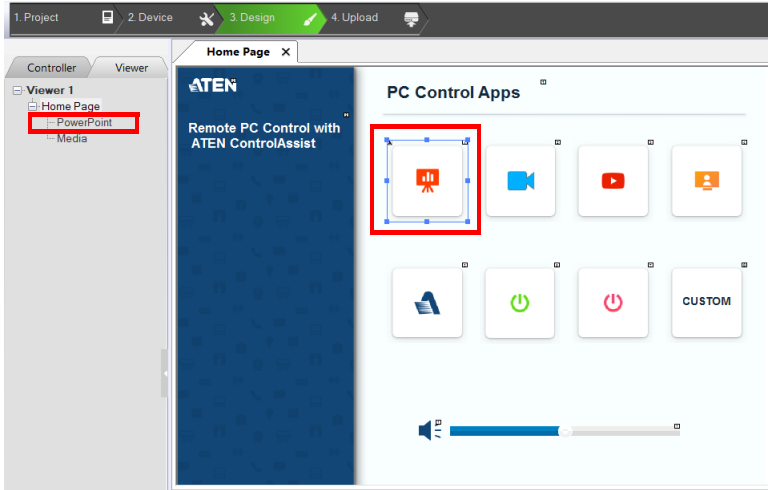 1. Project
2. Device
3. Design
4. Upload
Home Page X
Controller
Viewer
Viewer 1
Home Page
PowerPoint
Media
ATEN
Remote PC Control with
ATEN ControlAssist
PC Control Apps
CUSTOM